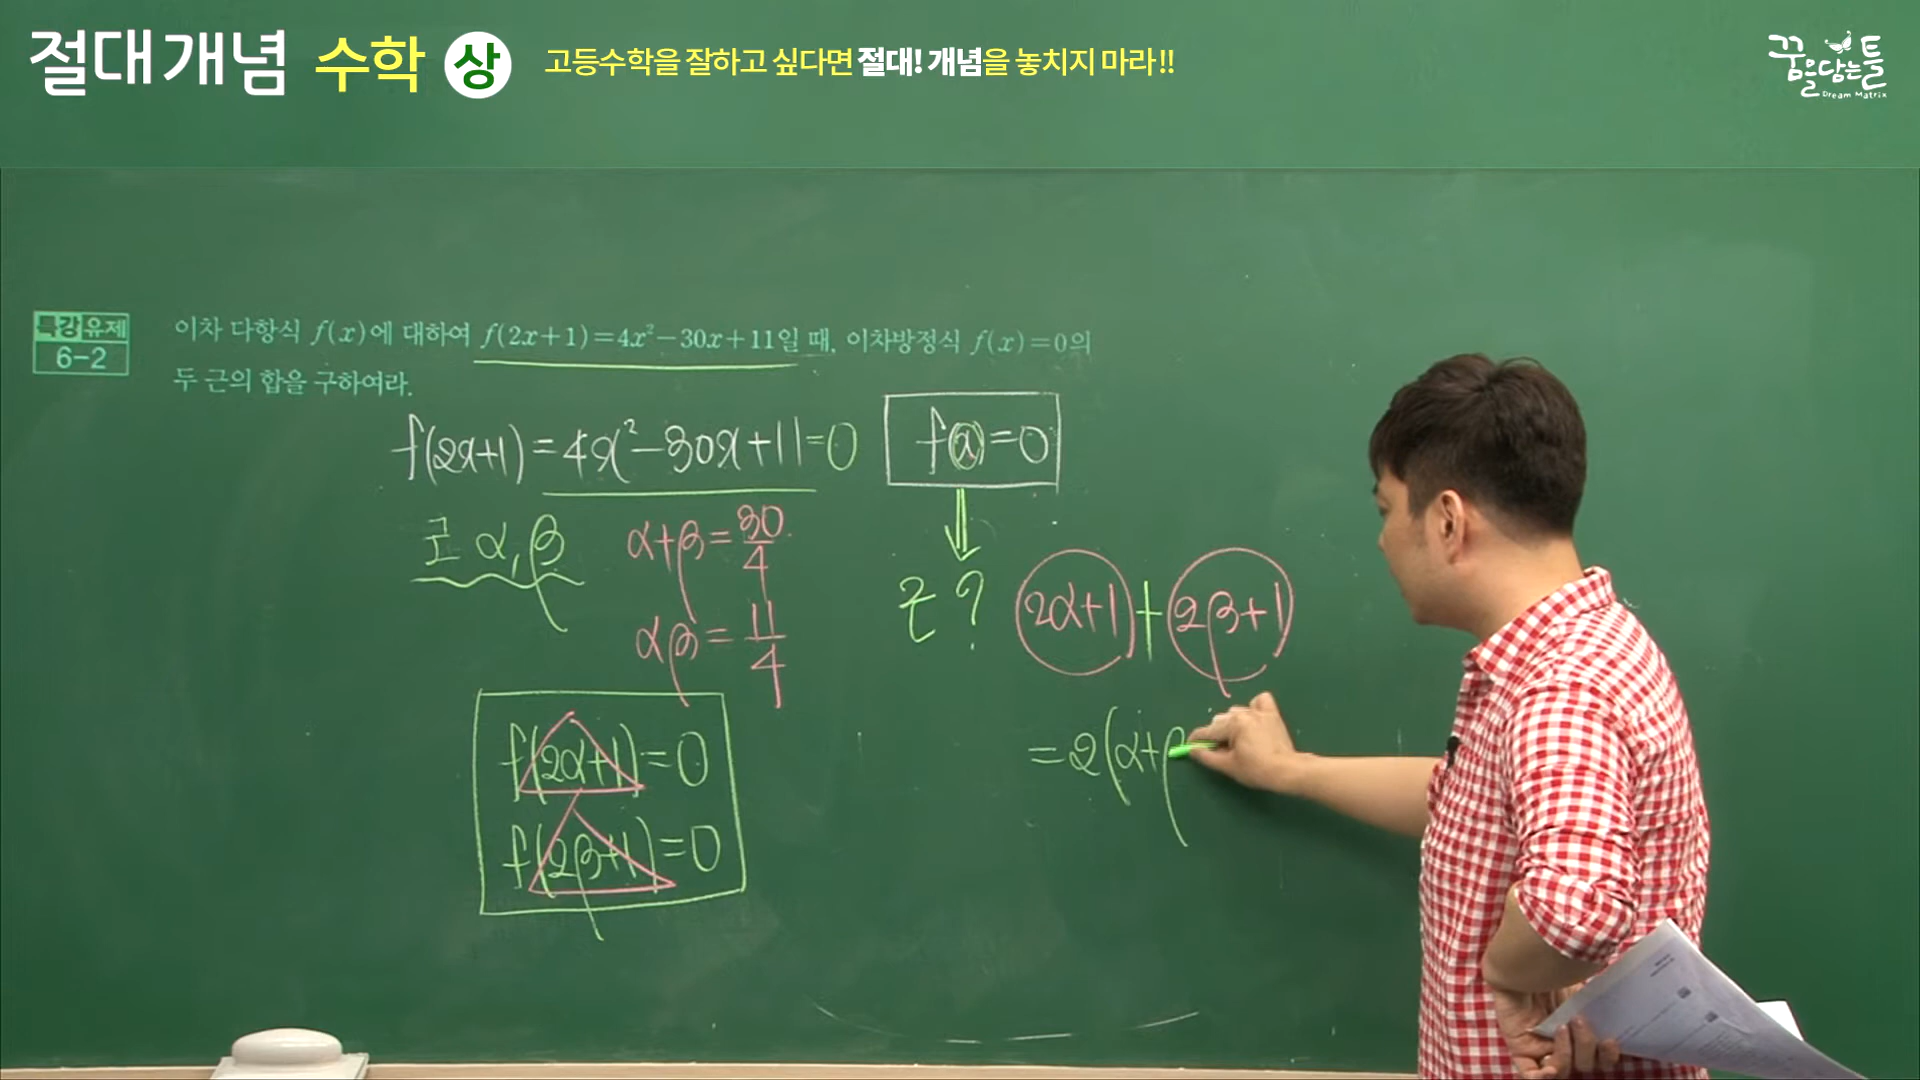 절대개념 수학 상 고등수학을 잘하고 싶다면 절대! 개념을 놓치지 마라!!
꿈을담는틀
Dream Matrix
특강 유제
6-2
이차 다항식 f(x)에 대하여 f(2x+1)=4x²-30x+11일 때, 이차방정식 f(x)=0의
두 근의 합을 구하여라.
f(2x+1)=4x²-30x+11=0
f(x)=0
근 α, β
α+β=30/4
αβ=11/4
근?
2α+1+2β+1
=2(α+β
f(2α+1)=0
f(2β+1)=0